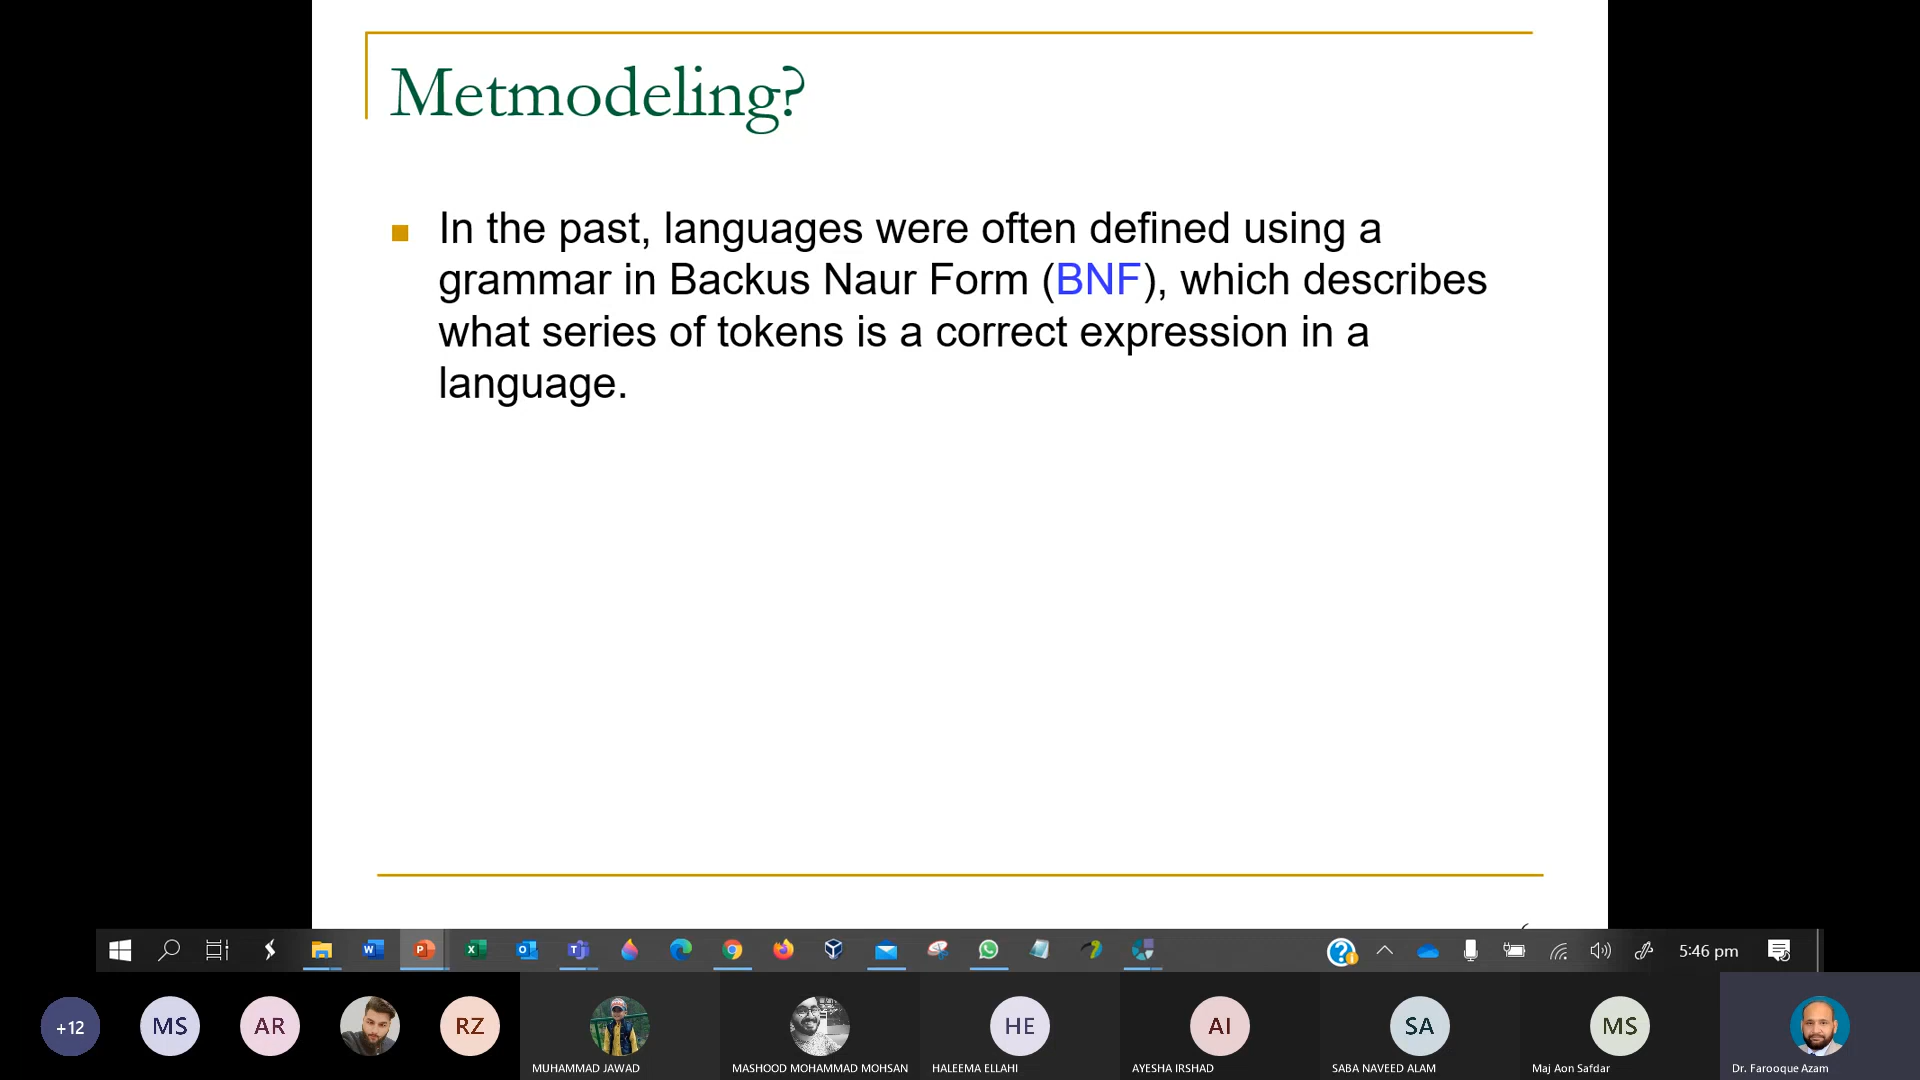 Metmodeling?
In the past, languages were often defined using a
grammar in Backus Naur Form (BNF), which describes
what series of tokens is a correct expression in a
language.
5:46 pm
+12
MS
AR
RZ
HE
AI
SA
MS
MUHAMMAD JAWAD
MASHOOD MOHAMMAD MOHSAN
HALEEMA ELLAHI
AYESHA IRSHAD
SABA NAVEED ALAM
Maj Aon Safdar
Dr. Farooque Azam